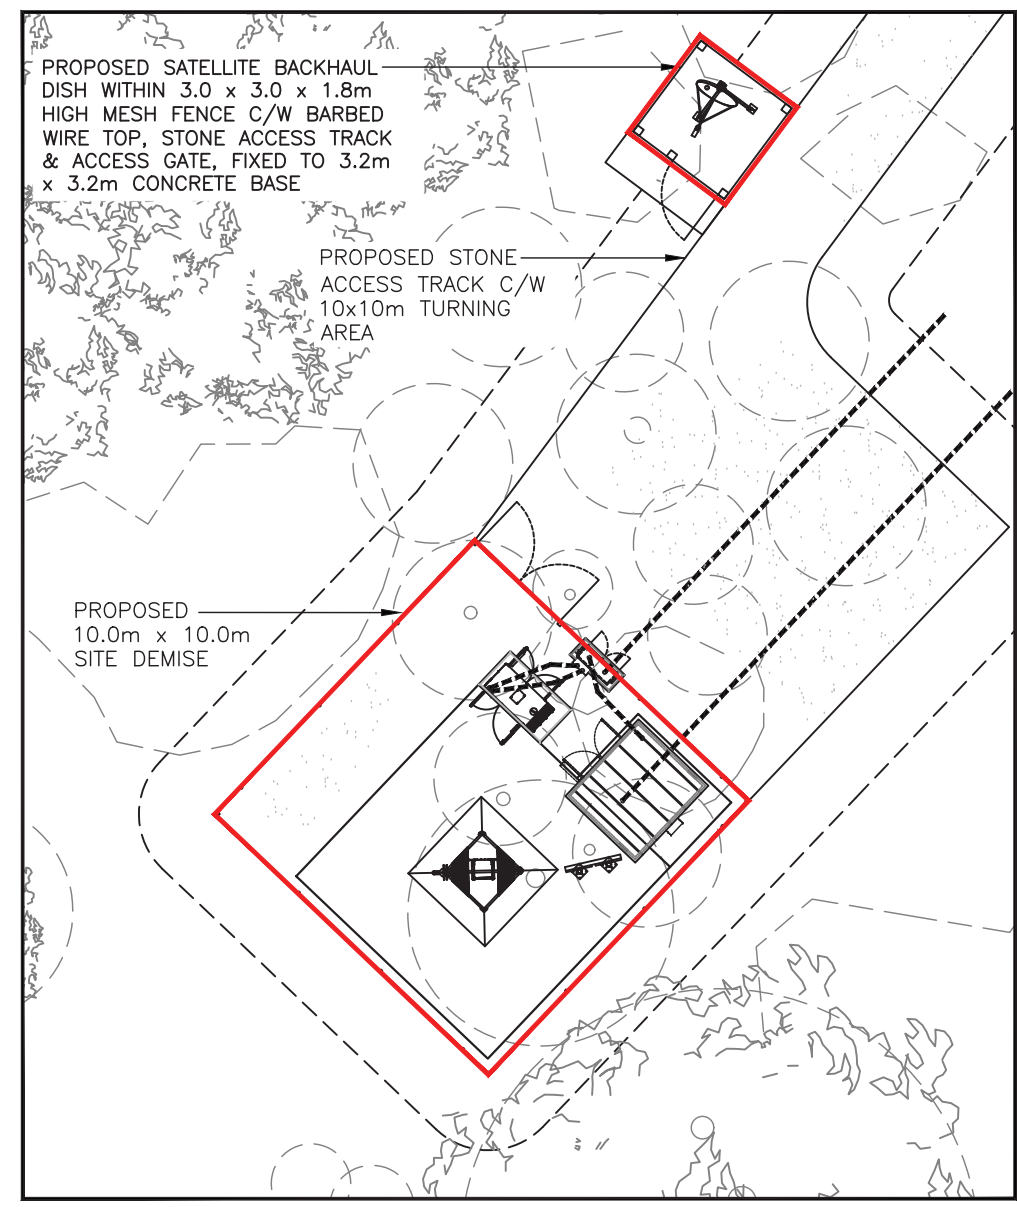 PROPOSED SATELLITE BACKHAUL
DISH WITHIN 3.0 x 3.0 x 1.8m
HIGH MESH FENCE C/W BARBED
WIRE TOP, STONE ACCESS TRACK
& ACCESS GATE, FIXED TO 3.2m
x 3.2m CONCRETE BASE
PROPOSED STONE
ACCESS TRACK C/W
10x10m TURNING
AREA
PROPOSED
10.0m x 10.0m
SITE DEMISE